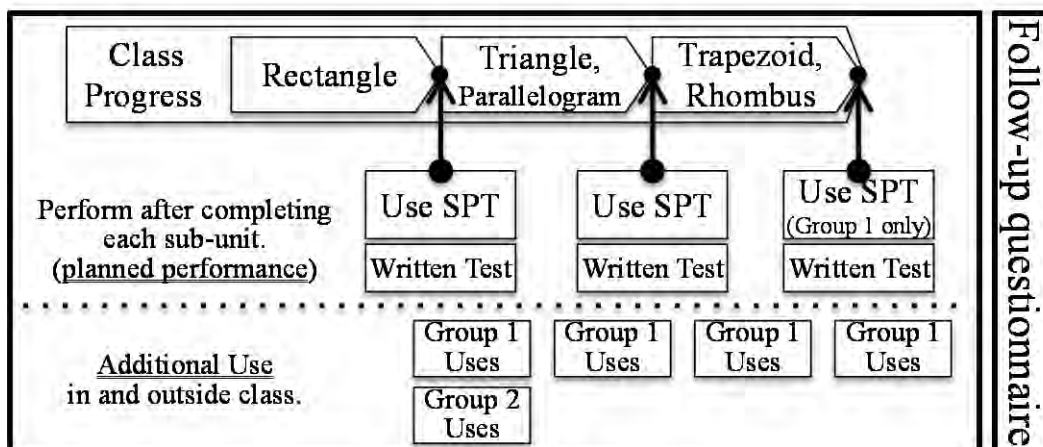 Class
Progress
Rectangle
Triangle,
Parallelogram
Trapezoid,
Rhombus
Perform after completing
each sub-unit.
(planned performance)
Use SPT
Written Test
Use SPT
Written Test
Use SPT
(Group 1 only)
Written Test
Additional Use
in and outside class.
Group 1
Uses
Group 2
Uses
Group 1
Uses
Group 1
Uses
Group 1
Uses
Follow-up questionnaire